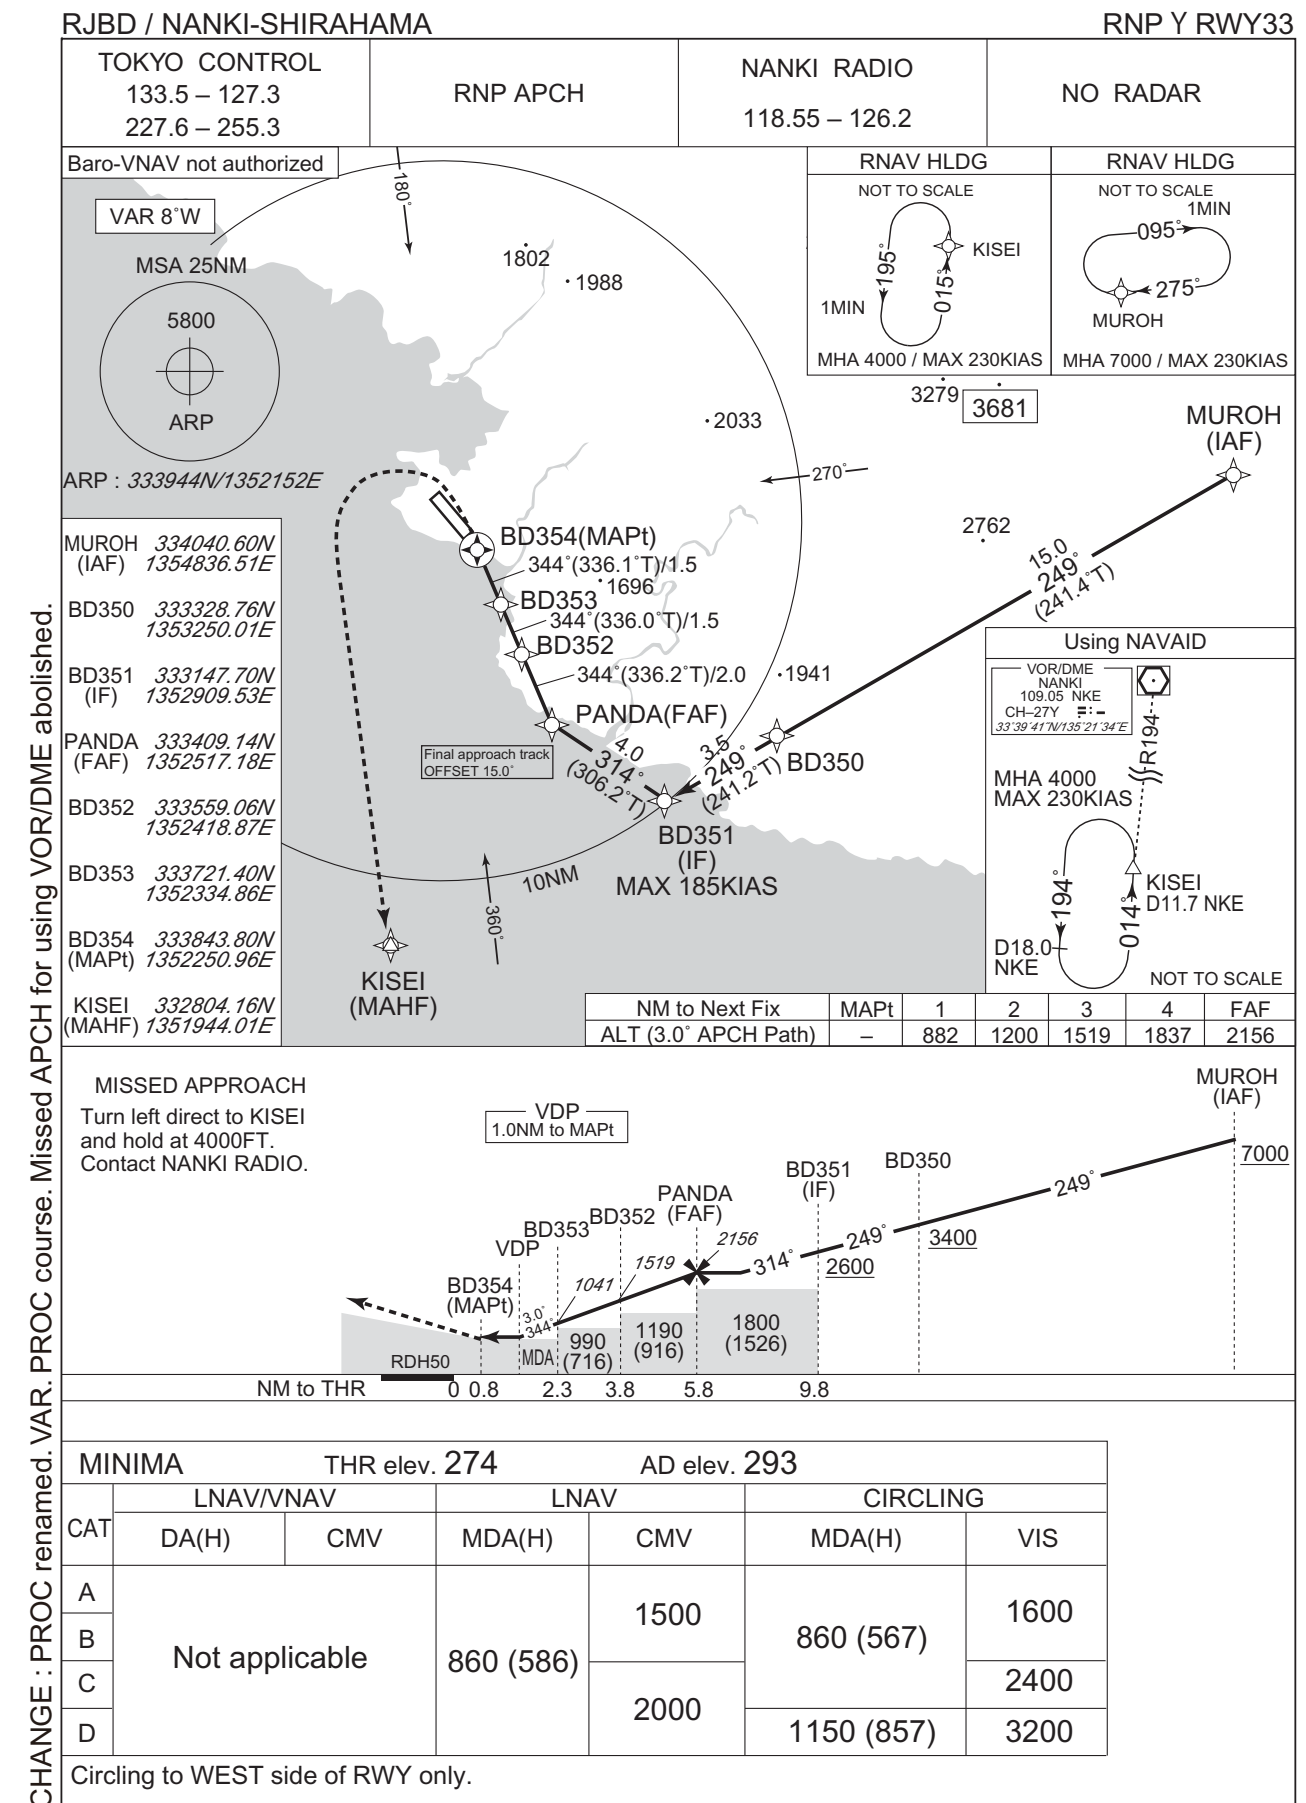 RJBD / NANKI-SHIRAHAMA
RNP Y RWY33
TOKYO CONTROL
133.5 – 127.3
227.6 – 255.3
RNP APCH
NANKI RADIO
118.55 – 126.2
NO RADAR
Baro-VNAV not authorized
VAR 8˚W
MSA 25NM
5800
ARP
ARP : 333944N/1352152E
180˚
1802
1988
2033
270˚
3279
3681
2762
1696
1941
RNAV HLDG
NOT TO SCALE
195˚
015˚
KISEI
1MIN
MHA 4000 / MAX 230KIAS
RNAV HLDG
NOT TO SCALE
1MIN
095˚
275˚
MUROH
MHA 7000 / MAX 230KIAS
MUROH
(IAF)
15.0
249˚
(241.4˚T)
BD354(MAPt)
344˚(336.1˚T)/1.5
BD353
344˚(336.0˚T)/1.5
BD352
344˚(336.2˚T)/2.0
PANDA(FAF)
Final approach track
OFFSET 15.0˚
4.0
314˚
(306.2˚T)
3.5
249˚
(241.2˚T)
BD350
BD351
(IF)
MAX 185KIAS
10NM
360˚
KISEI
(MAHF)
MUROH 334040.60N
(IAF) 1354836.51E
BD350 333328.76N
1353250.01E
BD351 333147.70N
(IF) 1352909.53E
PANDA 333409.14N
(FAF) 1352517.18E
BD352 333559.06N
1352418.87E
BD353 333721.40N
1352334.86E
BD354 333843.80N
(MAPt) 1352250.96E
KISEI 332804.16N
(MAHF) 1351944.01E
Using NAVAID
VOR/DME
NANKI
109.05 NKE
CH–27Y
33˚39'41"N/135˚21'34"E
R194
MHA 4000
MAX 230KIAS
194˚
014˚
KISEI
D11.7 NKE
D18.0
NKE
NOT TO SCALE
NM to Next Fix MAPt 1 2 3 4 FAF
ALT (3.0˚ APCH Path) – 882 1200 1519 1837 2156
MISSED APPROACH
Turn left direct to KISEI
and hold at 4000FT.
Contact NANKI RADIO.
VDP
1.0NM to MAPt
MUROH
(IAF)
7000
249˚
BD350
3400
249˚
BD351
(IF)
2600
314˚
PANDA
(FAF)
2156
BD352
1519
BD353
1041
VDP
BD354
(MAPt)
3.0˚
344˚
MDA
990
(716)
1190
(916)
1800
(1526)
RDH50
NM to THR 0 0.8 2.3 3.8 5.8 9.8
MINIMA THR elev. 274 AD elev. 293
CAT LNAV/VNAV LNAV CIRCLING
DA(H) CMV MDA(H) CMV MDA(H) VIS
A
B
C
D
Not applicable
860 (586)
1500
2000
860 (567)
1150 (857)
1600
2400
3200
Circling to WEST side of RWY only.
CHANGE : PROC renamed. VAR. PROC course. Missed APCH for using VOR/DME abolished.